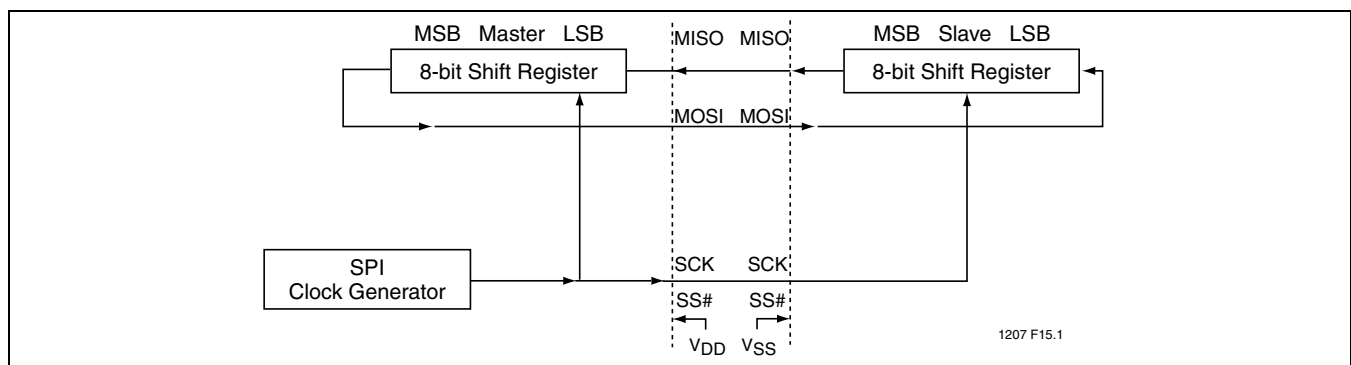 MSB Master LSB
MISO MISO
MSB Slave LSB
8-bit Shift Register
8-bit Shift Register
MOSI MOSI
SPI
Clock Generator
SCK SCK
SS# SS#
VDD VSS
1207 F15.1